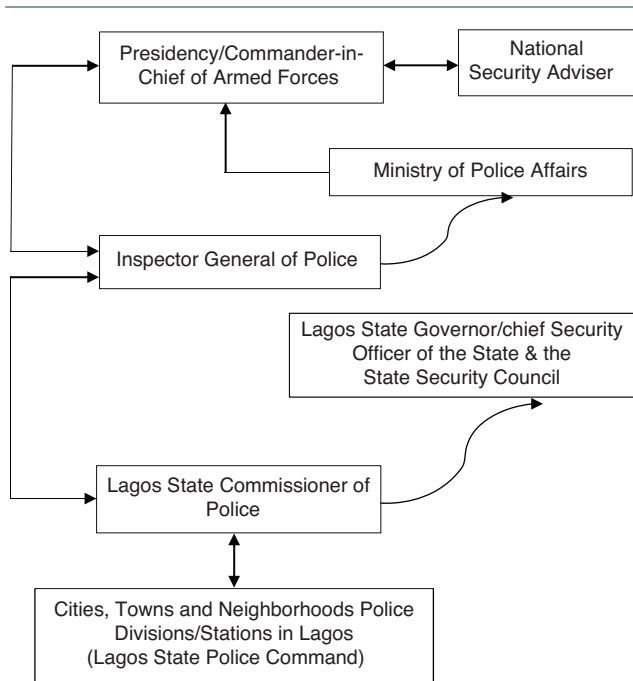 Presidency/Commander-in-
Chief of Armed Forces
National
Security Adviser
Ministry of Police Affairs
Inspector General of Police
Lagos State Governor/chief Security
Officer of the State & the
State Security Council
Lagos State Commissioner of
Police
Cities, Towns and Neighborhoods Police
Divisions/Stations in Lagos
(Lagos State Police Command)